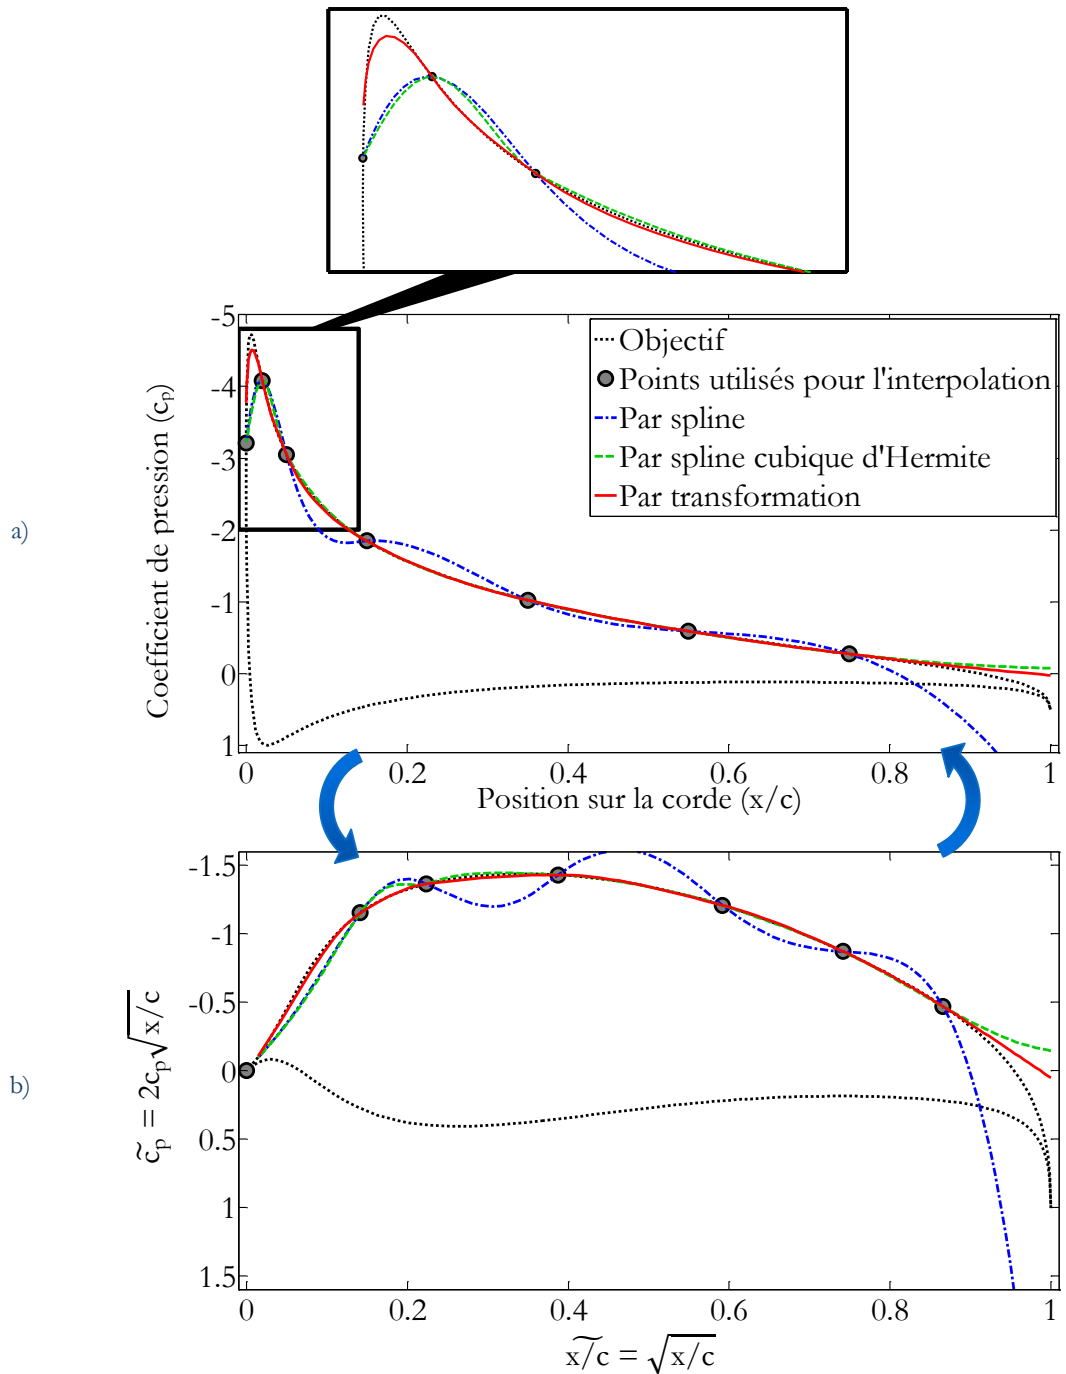 -5
-4
-3
-2
-1
0
1
Coefficient de pression (cp)
a)
Objectif
Points utilisés pour l'interpolation
Par spline
Par spline cubique d'Hermite
Par transformation
0 0.2 0.4 0.6 0.8 1
Position sur la corde (x/c)
-1.5
-1
-0.5
0
0.5
1
1.5
c̃p = 2cp√x/c
b)
0 0.2 0.4 0.6 0.8 1
x/c͂ = √x/c